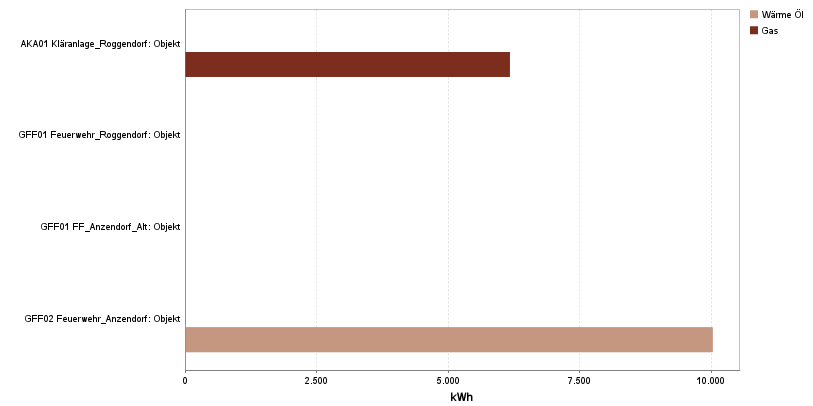 Wärme Öl
Gas
AKA01 Kläranlage_Roggendorf: Objekt
GFF01 Feuerwehr_Roggendorf: Objekt
GFF01 FF_Anzendorf_Alt: Objekt
GFF02 Feuerwehr_Anzendorf: Objekt
0 2.500 5.000 7.500 10.000
kWh